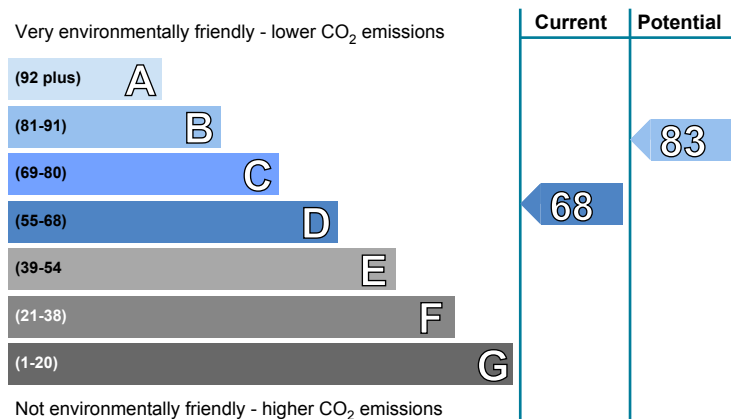 Very environmentally friendly - lower CO2 emissions
Current
Potential
(92 plus) A
(81-91) B
(69-80) C
(55-68) D
(39-54 E
(21-38) F
(1-20) G
68
83
Not environmentally friendly - higher CO2 emissions